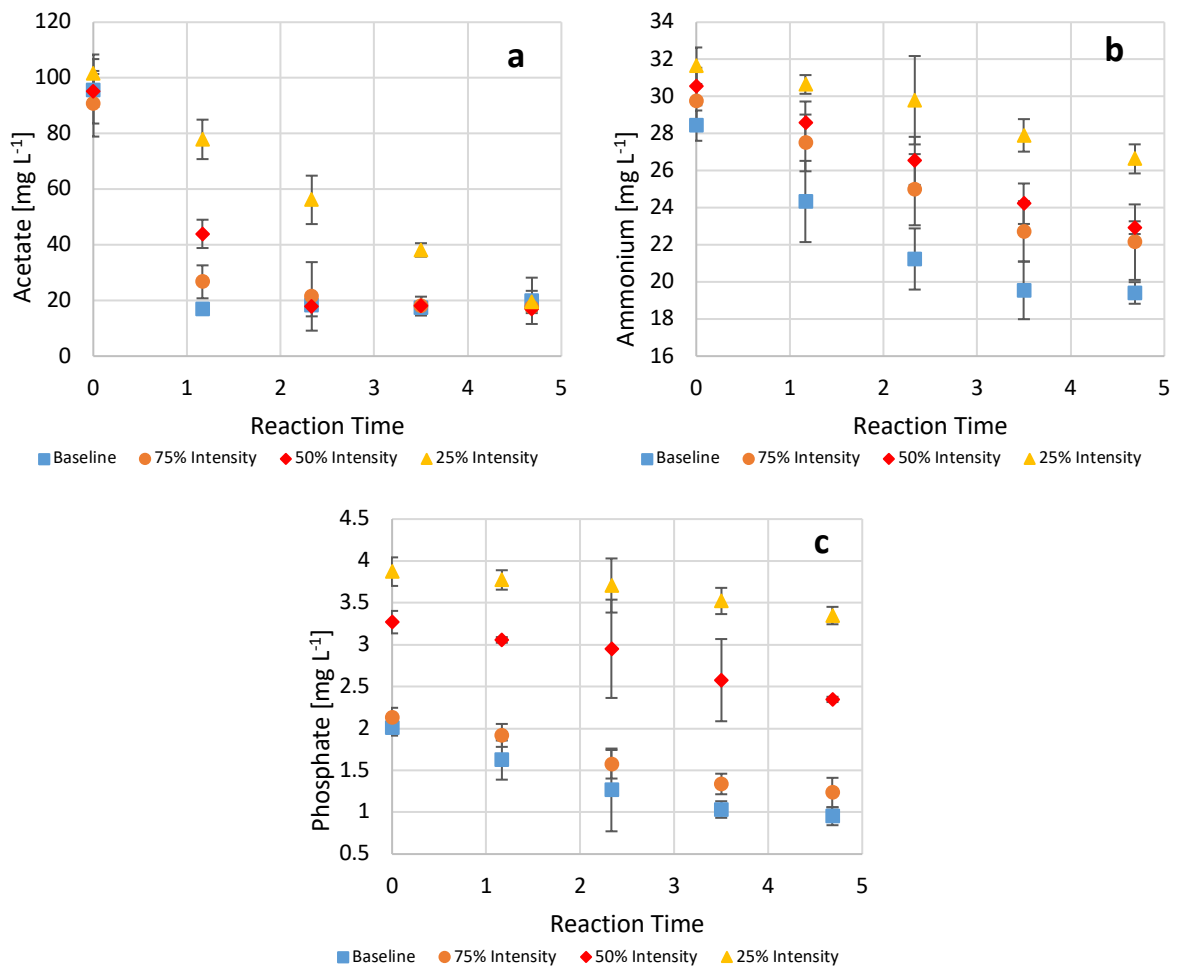 a
Acetate [mg L-1]
120
100
80
60
40
20
0
0 1 2 3 4 5
Reaction Time
Baseline 75% Intensity 50% Intensity 25% Intensity
b
Ammonium [mg L-1]
34
32
30
28
26
24
22
20
18
16
0 1 2 3 4 5
Reaction Time
Baseline 75% Intensity 50% Intensity 25% Intensity
c
Phosphate [mg L-1]
4.5
4
3.5
3
2.5
2
1.5
1
0.5
0 1 2 3 4 5
Reaction Time
Baseline 75% Intensity 50% Intensity 25% Intensity